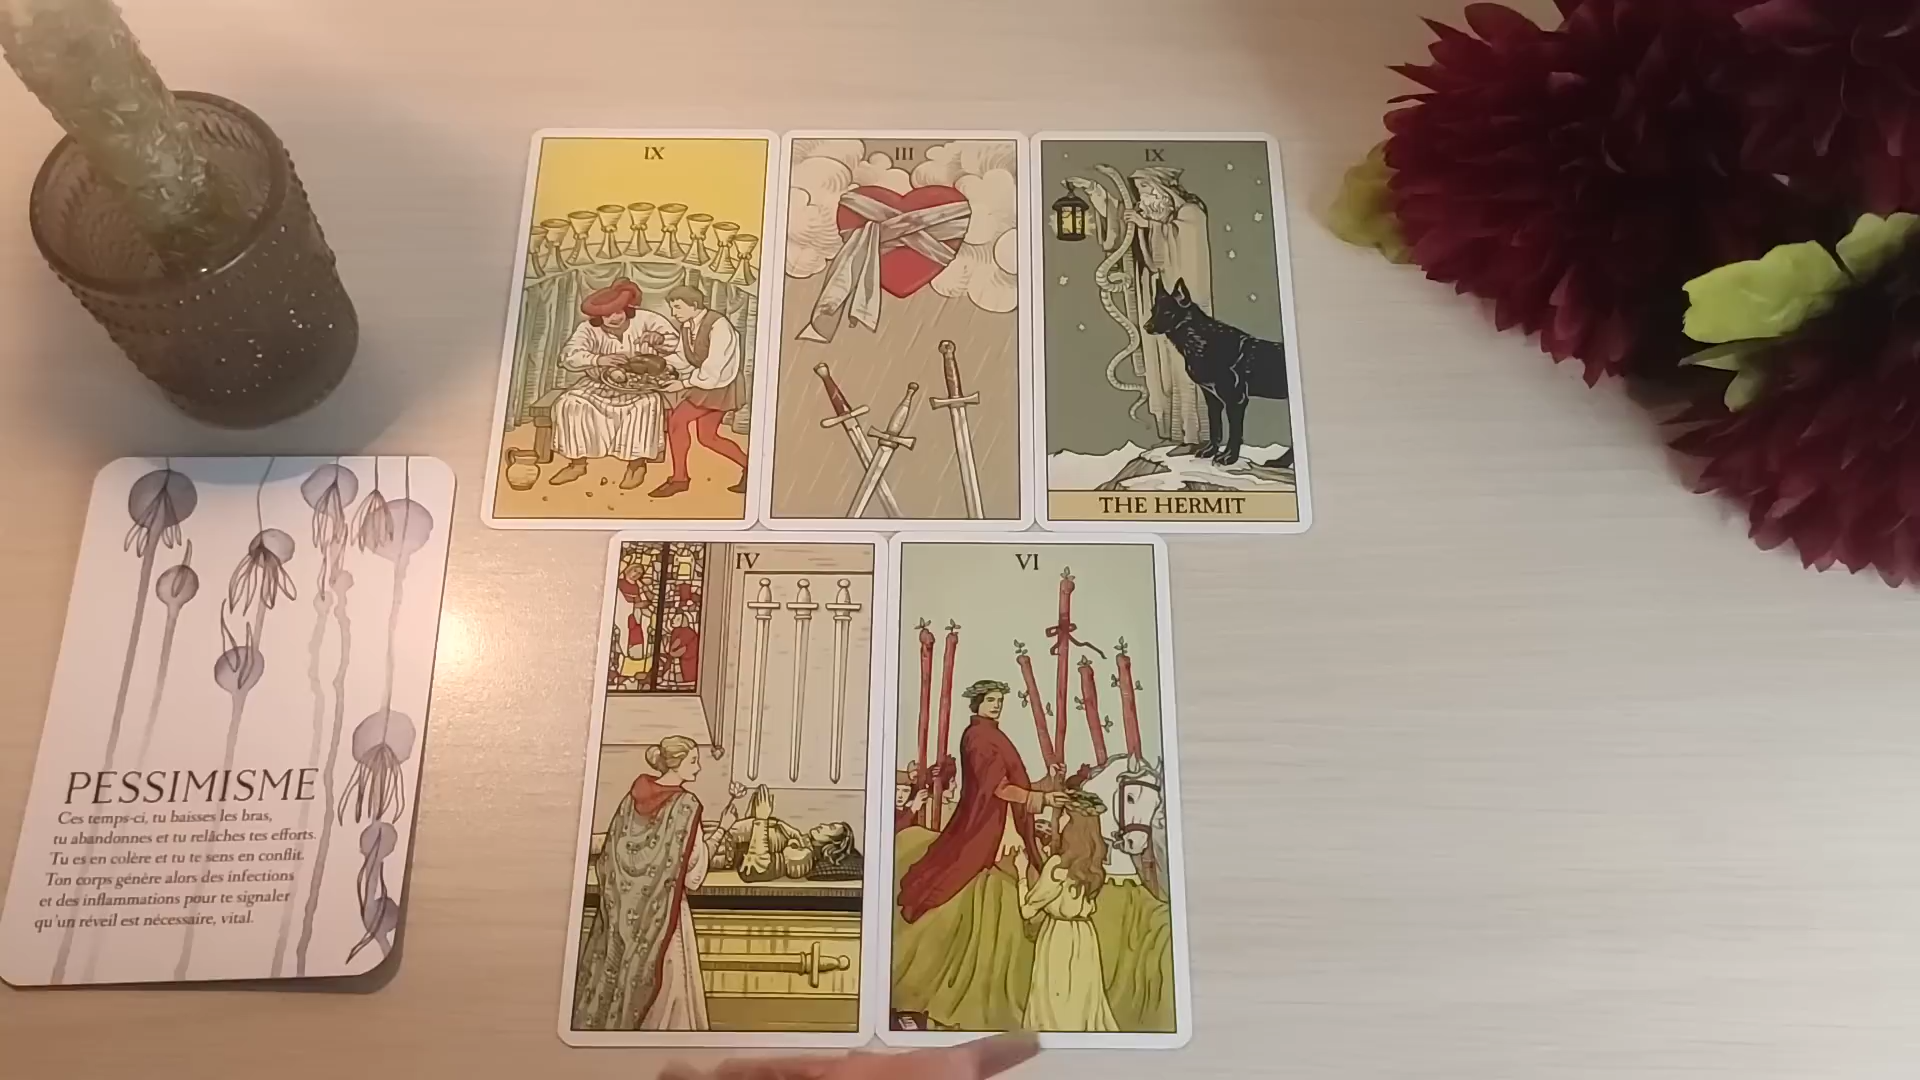 IX
III
IX
THE HERMIT
IV
VI
PESSIMISME
Ces temps-ci, tu baisses les bras,
tu abandonnes et tu relâches tes efforts.
Tu es en colère et tu te sens en conflit.
Ton corps génère alors des infections
et des inflammations pour te signaler
qu'un réveil est nécessaire, vital.